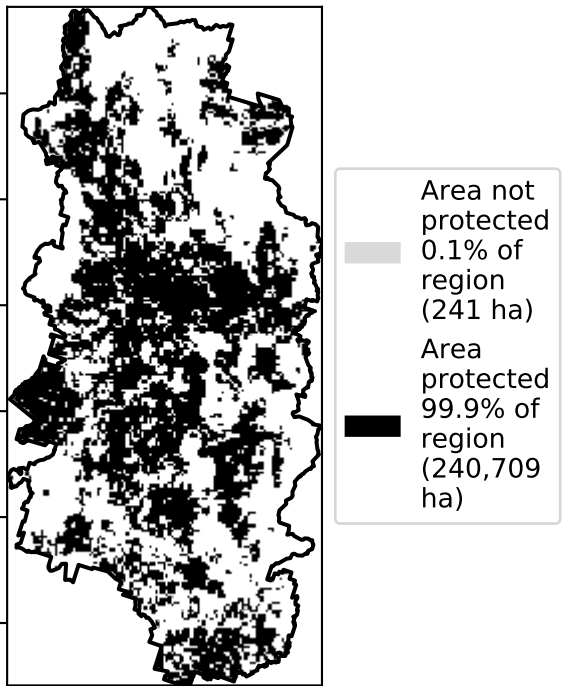 Area not
protected
0.1% of
region
(241 ha)
Area
protected
99.9% of
region
(240,709
ha)